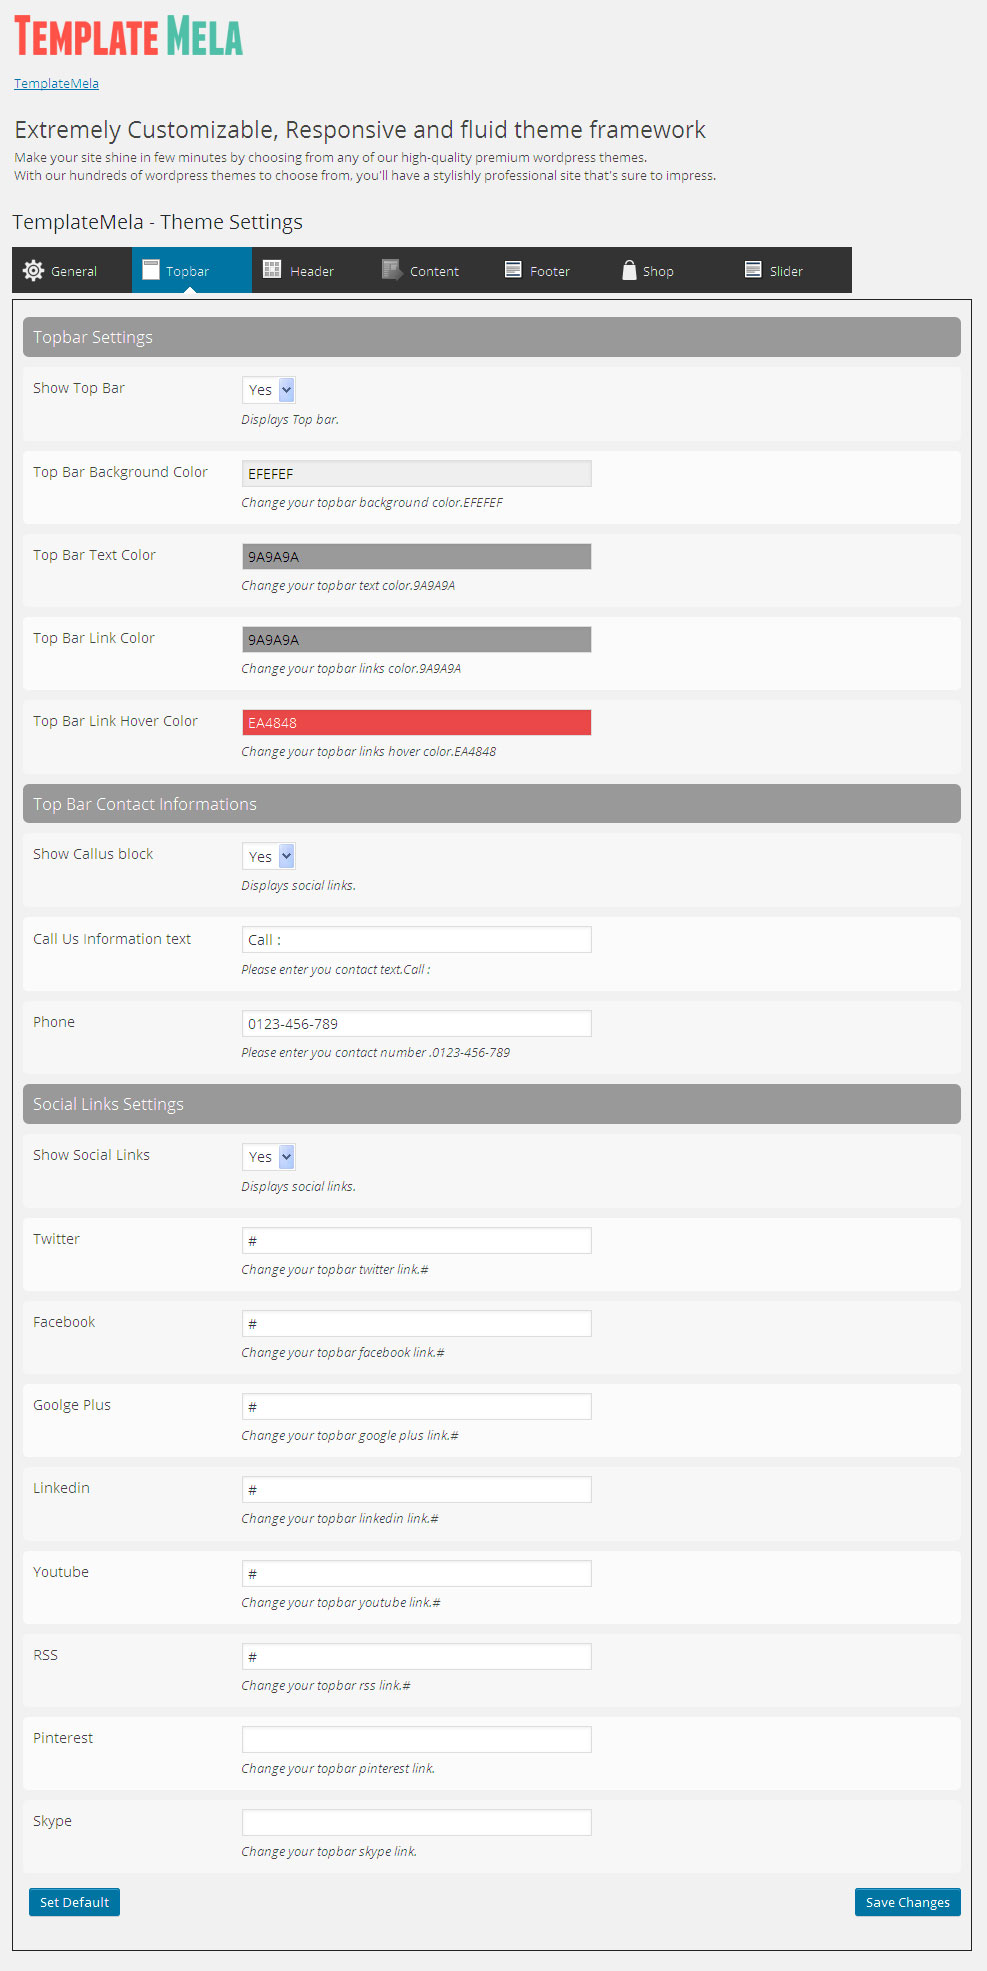 TEMPLATE MELA
TemplateMela
Extremely Customizable, Responsive and fluid theme framework
Make your site shine in few minutes by choosing from any of our high-quality premium wordpress themes.
With our hundreds of wordpress themes to choose from, you'll have a stylishly professional site that's sure to impress.
TemplateMela - Theme Settings
General Topbar Header Content Footer Shop Slider
Topbar Settings
Show Top Bar Yes
Displays Top bar.
Top Bar Background Color EFEFEF
Change your topbar background color.EFEFEF
Top Bar Text Color 9A9A9A
Change your topbar text color.9A9A9A
Top Bar Link Color 9A9A9A
Change your topbar links color.9A9A9A
Top Bar Link Hover Color EA4848
Change your topbar links hover color.EA4848
Top Bar Contact Informations
Show Callus block Yes
Displays social links.
Call Us Information text Call :
Please enter you contact text.Call :
Phone 0123-456-789
Please enter you contact number .0123-456-789
Social Links Settings
Show Social Links Yes
Displays social links.
Twitter #
Change your topbar twitter link.#
Facebook #
Change your topbar facebook link.#
Goolge Plus #
Change your topbar google plus link.#
Linkedin #
Change your topbar linkedin link.#
Youtube #
Change your topbar youtube link.#
RSS #
Change your topbar rss link.#
Pinterest
Change your topbar pinterest link.
Skype
Change your topbar skype link.
Set Default Save Changes